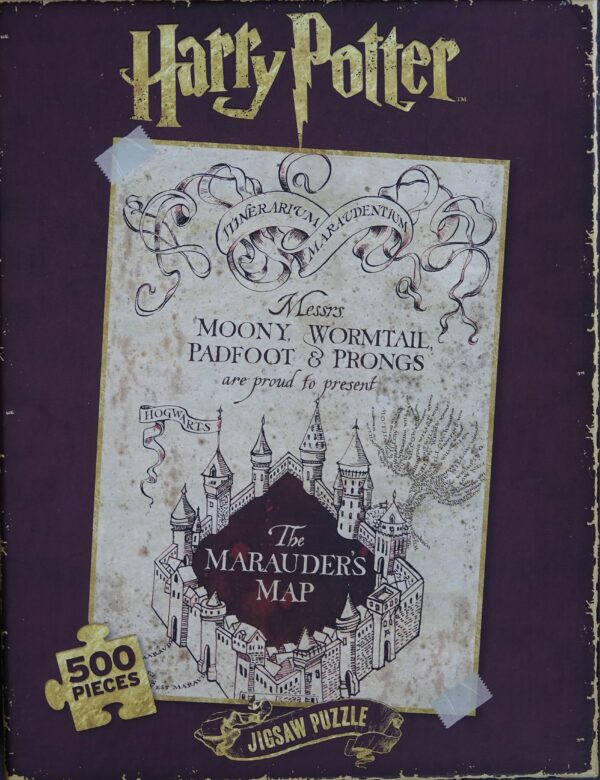 Harry Potter™
ITINERARIUM
MARAUDENTIUM
Messrs
MOONY, WORMTAIL,
PADFOOT & PRONGS
are proud to present
HOGWARTS
The
MARAUDER'S
MAP
500
PIECES
JIGSAW PUZZLE